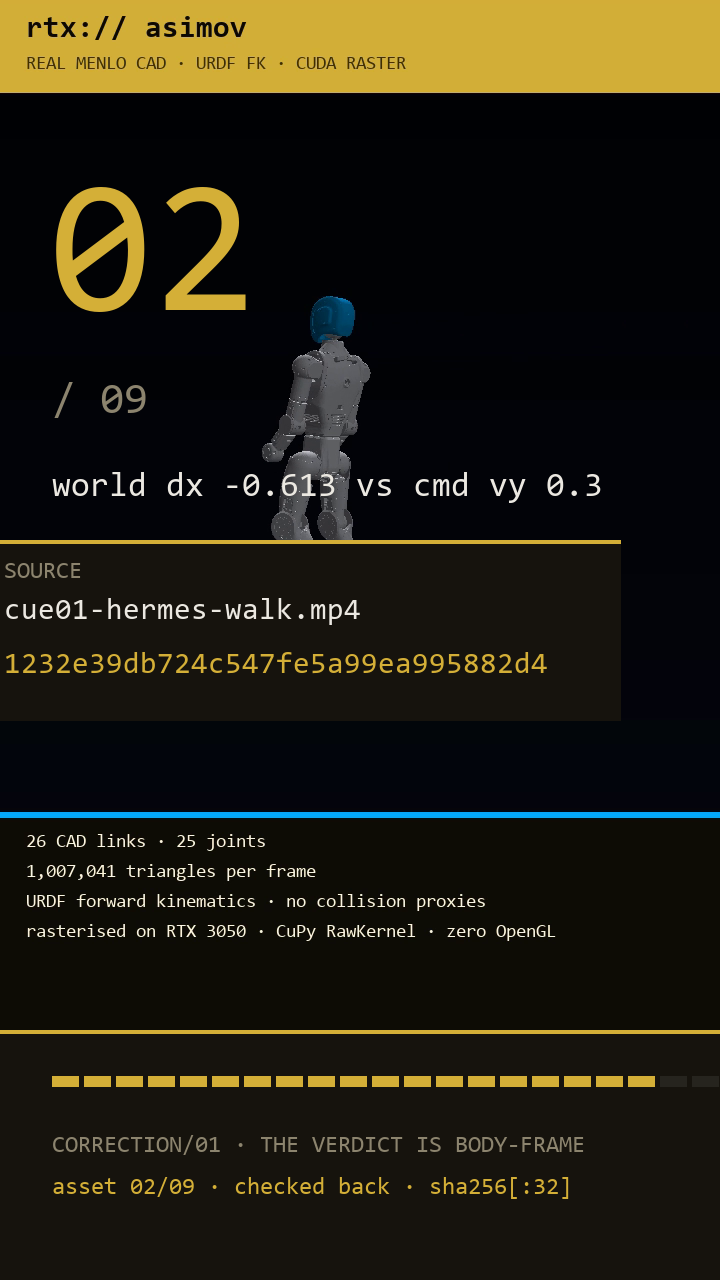 rtx:// asimov
REAL MENLO CAD · URDF FK · CUDA RASTER
02
/ 09
world dx -0.613 vs cmd vy 0.3
SOURCE
cue01-hermes-walk.mp4
1232e39db724c547fe5a99ea995882d4
26 CAD links · 25 joints
1,007,041 triangles per frame
URDF forward kinematics · no collision proxies
rasterised on RTX 3050 · CuPy RawKernel · zero OpenGL
CORRECTION/01 · THE VERDICT IS BODY-FRAME
asset 02/09 · checked back · sha256[:32]